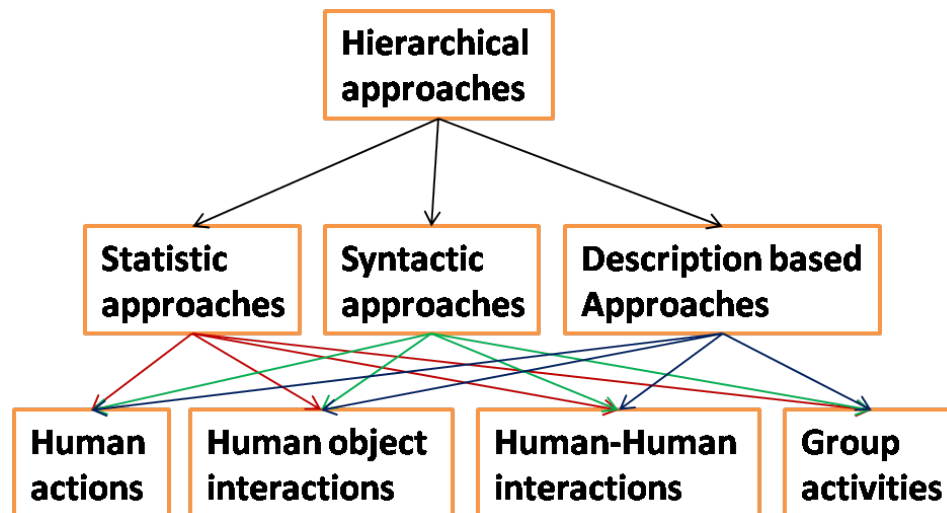 Hierarchical
approaches
Statistic
approaches
Syntactic
approaches
Description based
Approaches
Human
actions
Human object
interactions
Human-Human
interactions
Group
activities